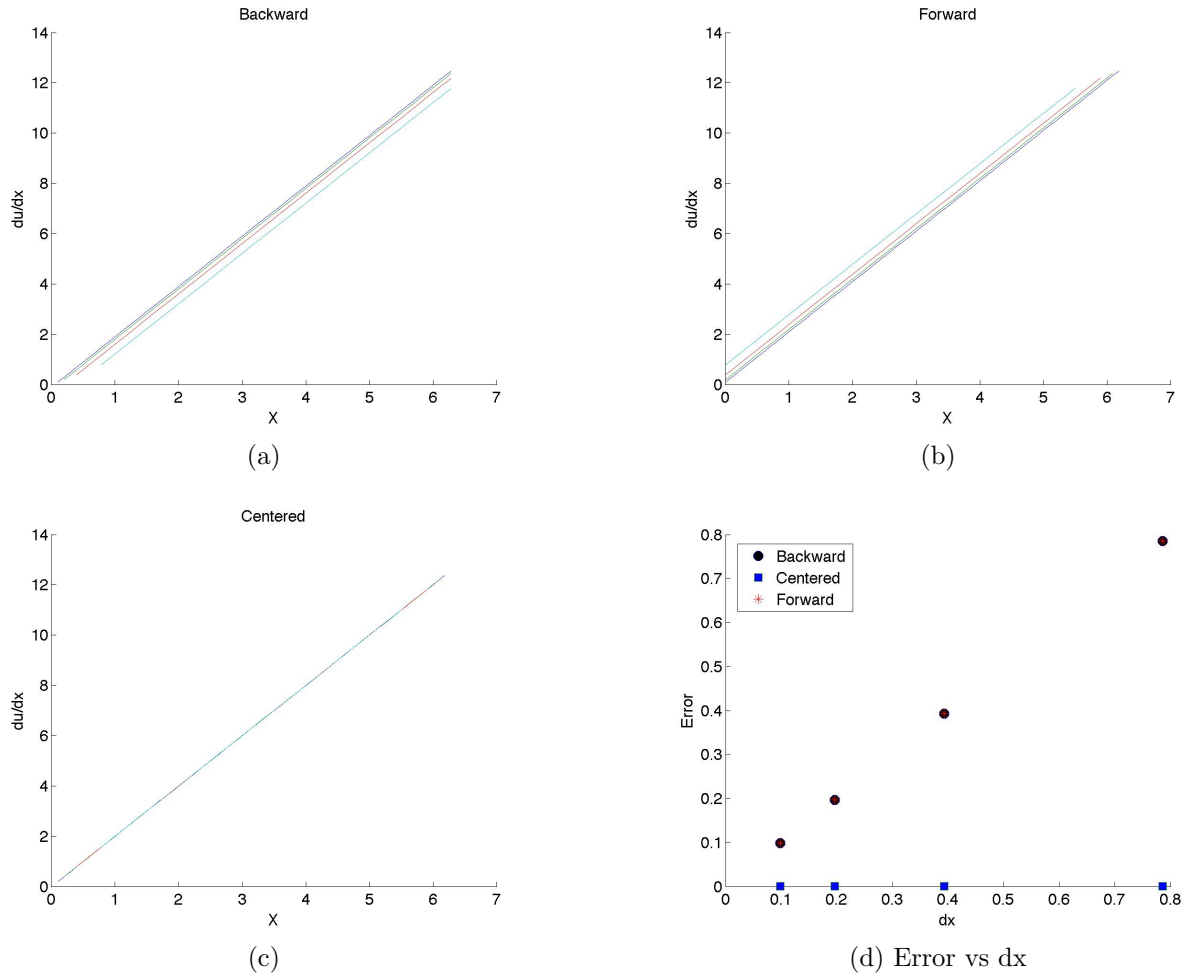 Backward
14
12
10
8
6
4
2
0
du/dx
0 1 2 3 4 5 6 7
X
(a)
Forward
14
12
10
8
6
4
2
0
du/dx
0 1 2 3 4 5 6 7
X
(b)
Centered
14
12
10
8
6
4
2
0
du/dx
0 1 2 3 4 5 6 7
X
(c)
0.8
0.7
0.6
0.5
0.4
0.3
0.2
0.1
0
Error
Backward
Centered
Forward
0 0.1 0.2 0.3 0.4 0.5 0.6 0.7 0.8
dx
(d) Error vs dx